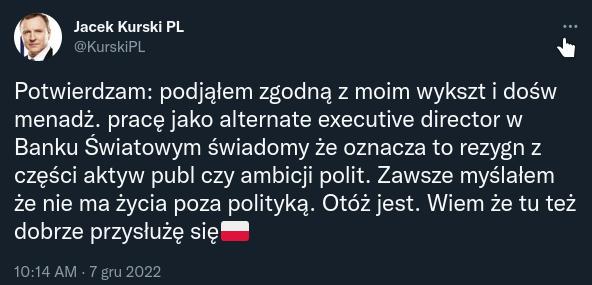 Jacek Kurski PL
@KurskiPL
Potwierdzam: podjąłem zgodną z moim wykszt i dośw
menadż. pracę jako alternate executive director w
Banku Światowym świadomy że oznacza to rezygn z
części aktyw publ czy ambicji polit. Zawsze myślałem
że nie ma życia poza polityką. Otóż jest. Wiem że tu też
dobrze przysłużę się🇵🇱
10:14 AM · 7 gru 2022